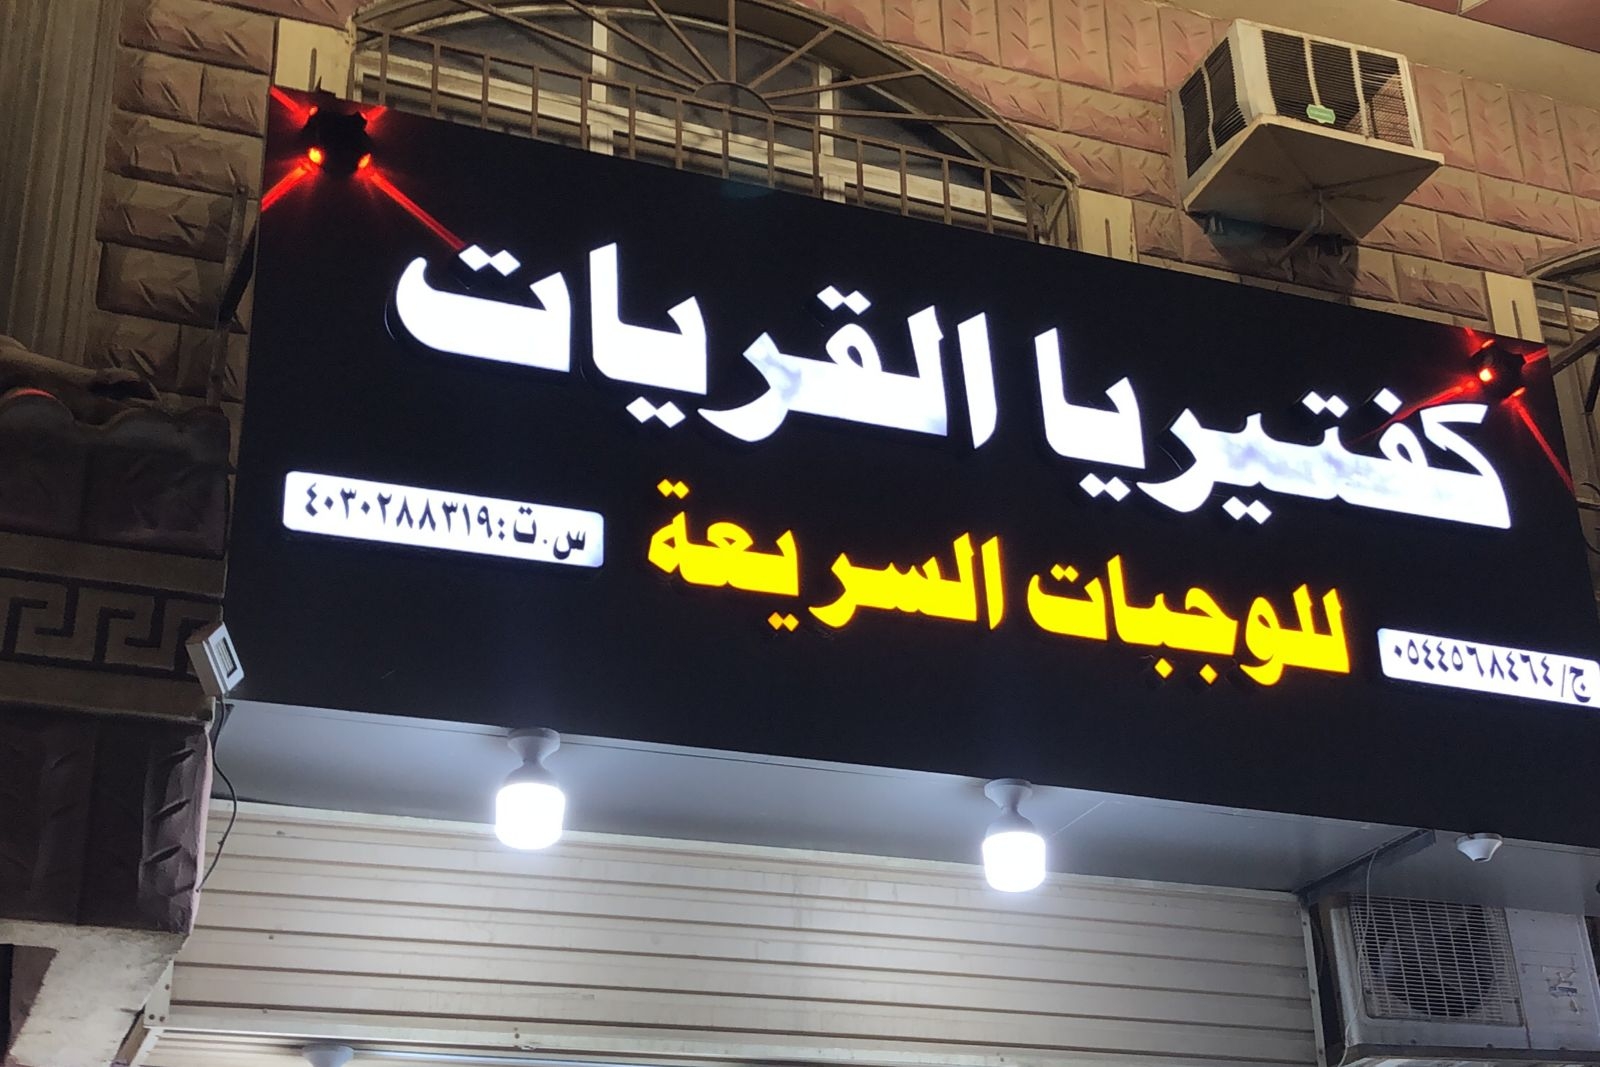 كفتيريا القريات
للوجبات السريعة
ج/٠٥٤٤٥٦٨٤٦٤
س.ت:٤٠٣٠٢٨٨٣١٩